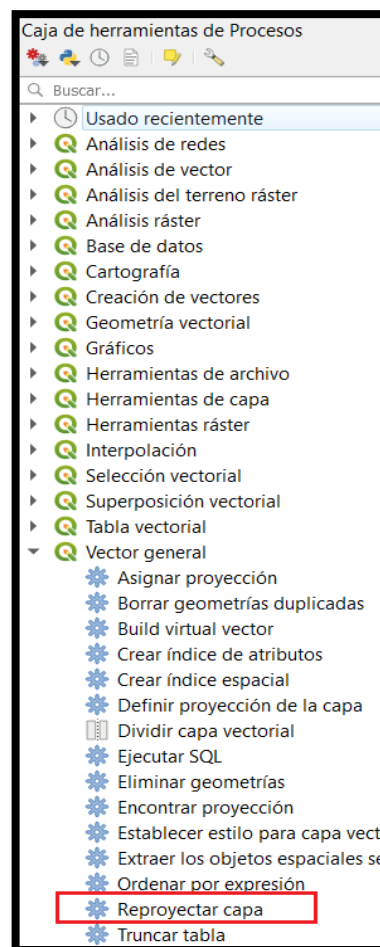 Caja de herramientas de Procesos
Buscar...
Usado recientemente
Análisis de redes
Análisis de vector
Análisis del terreno ráster
Análisis ráster
Base de datos
Cartografía
Creación de vectores
Geometría vectorial
Gráficos
Herramientas de archivo
Herramientas de capa
Herramientas ráster
Interpolación
Selección vectorial
Superposición vectorial
Tabla vectorial
Vector general
Asignar proyección
Borrar geometrías duplicadas
Build virtual vector
Crear índice de atributos
Crear índice espacial
Definir proyección de la capa
Dividir capa vectorial
Ejecutar SQL
Eliminar geometrías
Encontrar proyección
Establecer estilo para capa vect
Extraer los objetos espaciales se
Ordenar por expresión
Reproyectar capa
Truncar tabla